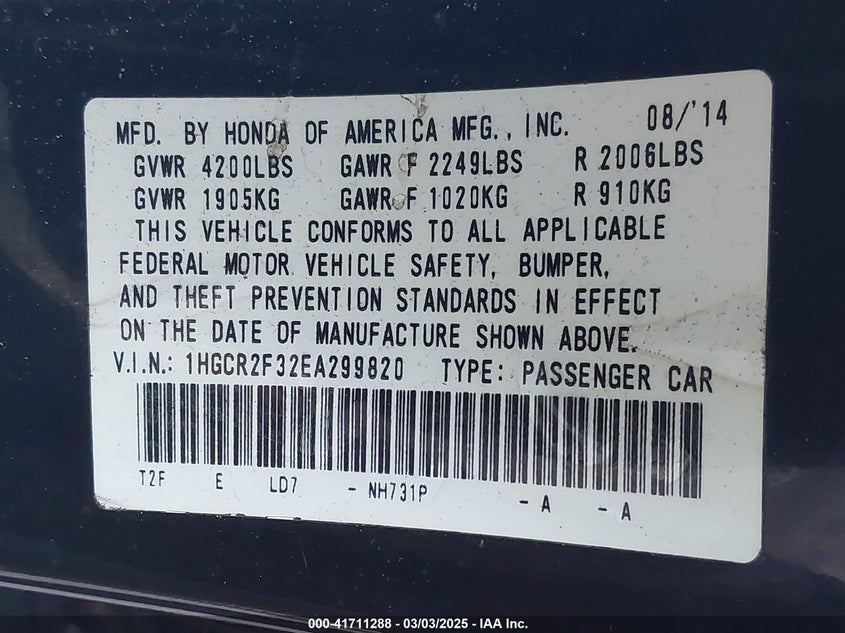 MFD. BY HONDA OF AMERICA MFG., INC. 08/'14
GVWR 4200LBS GAWR F 2249LBS R 2006LBS
GVWR 1905KG GAWR F 1020KG R 910KG
THIS VEHICLE CONFORMS TO ALL APPLICABLE
FEDERAL MOTOR VEHICLE SAFETY, BUMPER,
AND THEFT PREVENTION STANDARDS IN EFFECT
ON THE DATE OF MANUFACTURE SHOWN ABOVE.
V.I.N.: 1HGCR2F32EA299820 TYPE: PASSENGER CAR
T2F E LD7 - NH731P - A - A
000-41711288 - 03/03/2025 - IAA Inc.